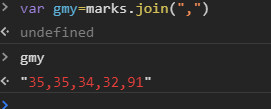 > var gmy=marks.join(",")
< undefined
> gmy
< "35,35,34,32,91"
>